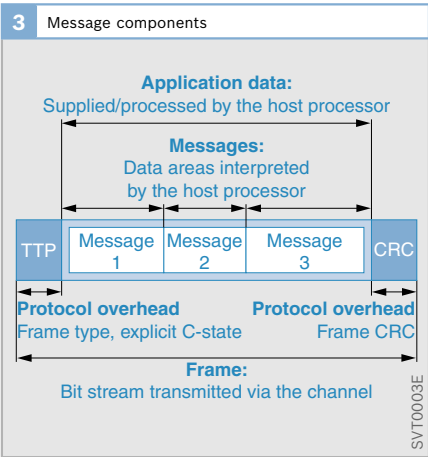 3 Message components
Application data:
Supplied/processed by the host processor
Messages:
Data areas interpreted
by the host processor
TTP
Message
1
Message
2
Message
3
CRC
Protocol overhead
Frame type, explicit C-state
Protocol overhead
Frame CRC
Frame:
Bit stream transmitted via the channel
SVT0003E